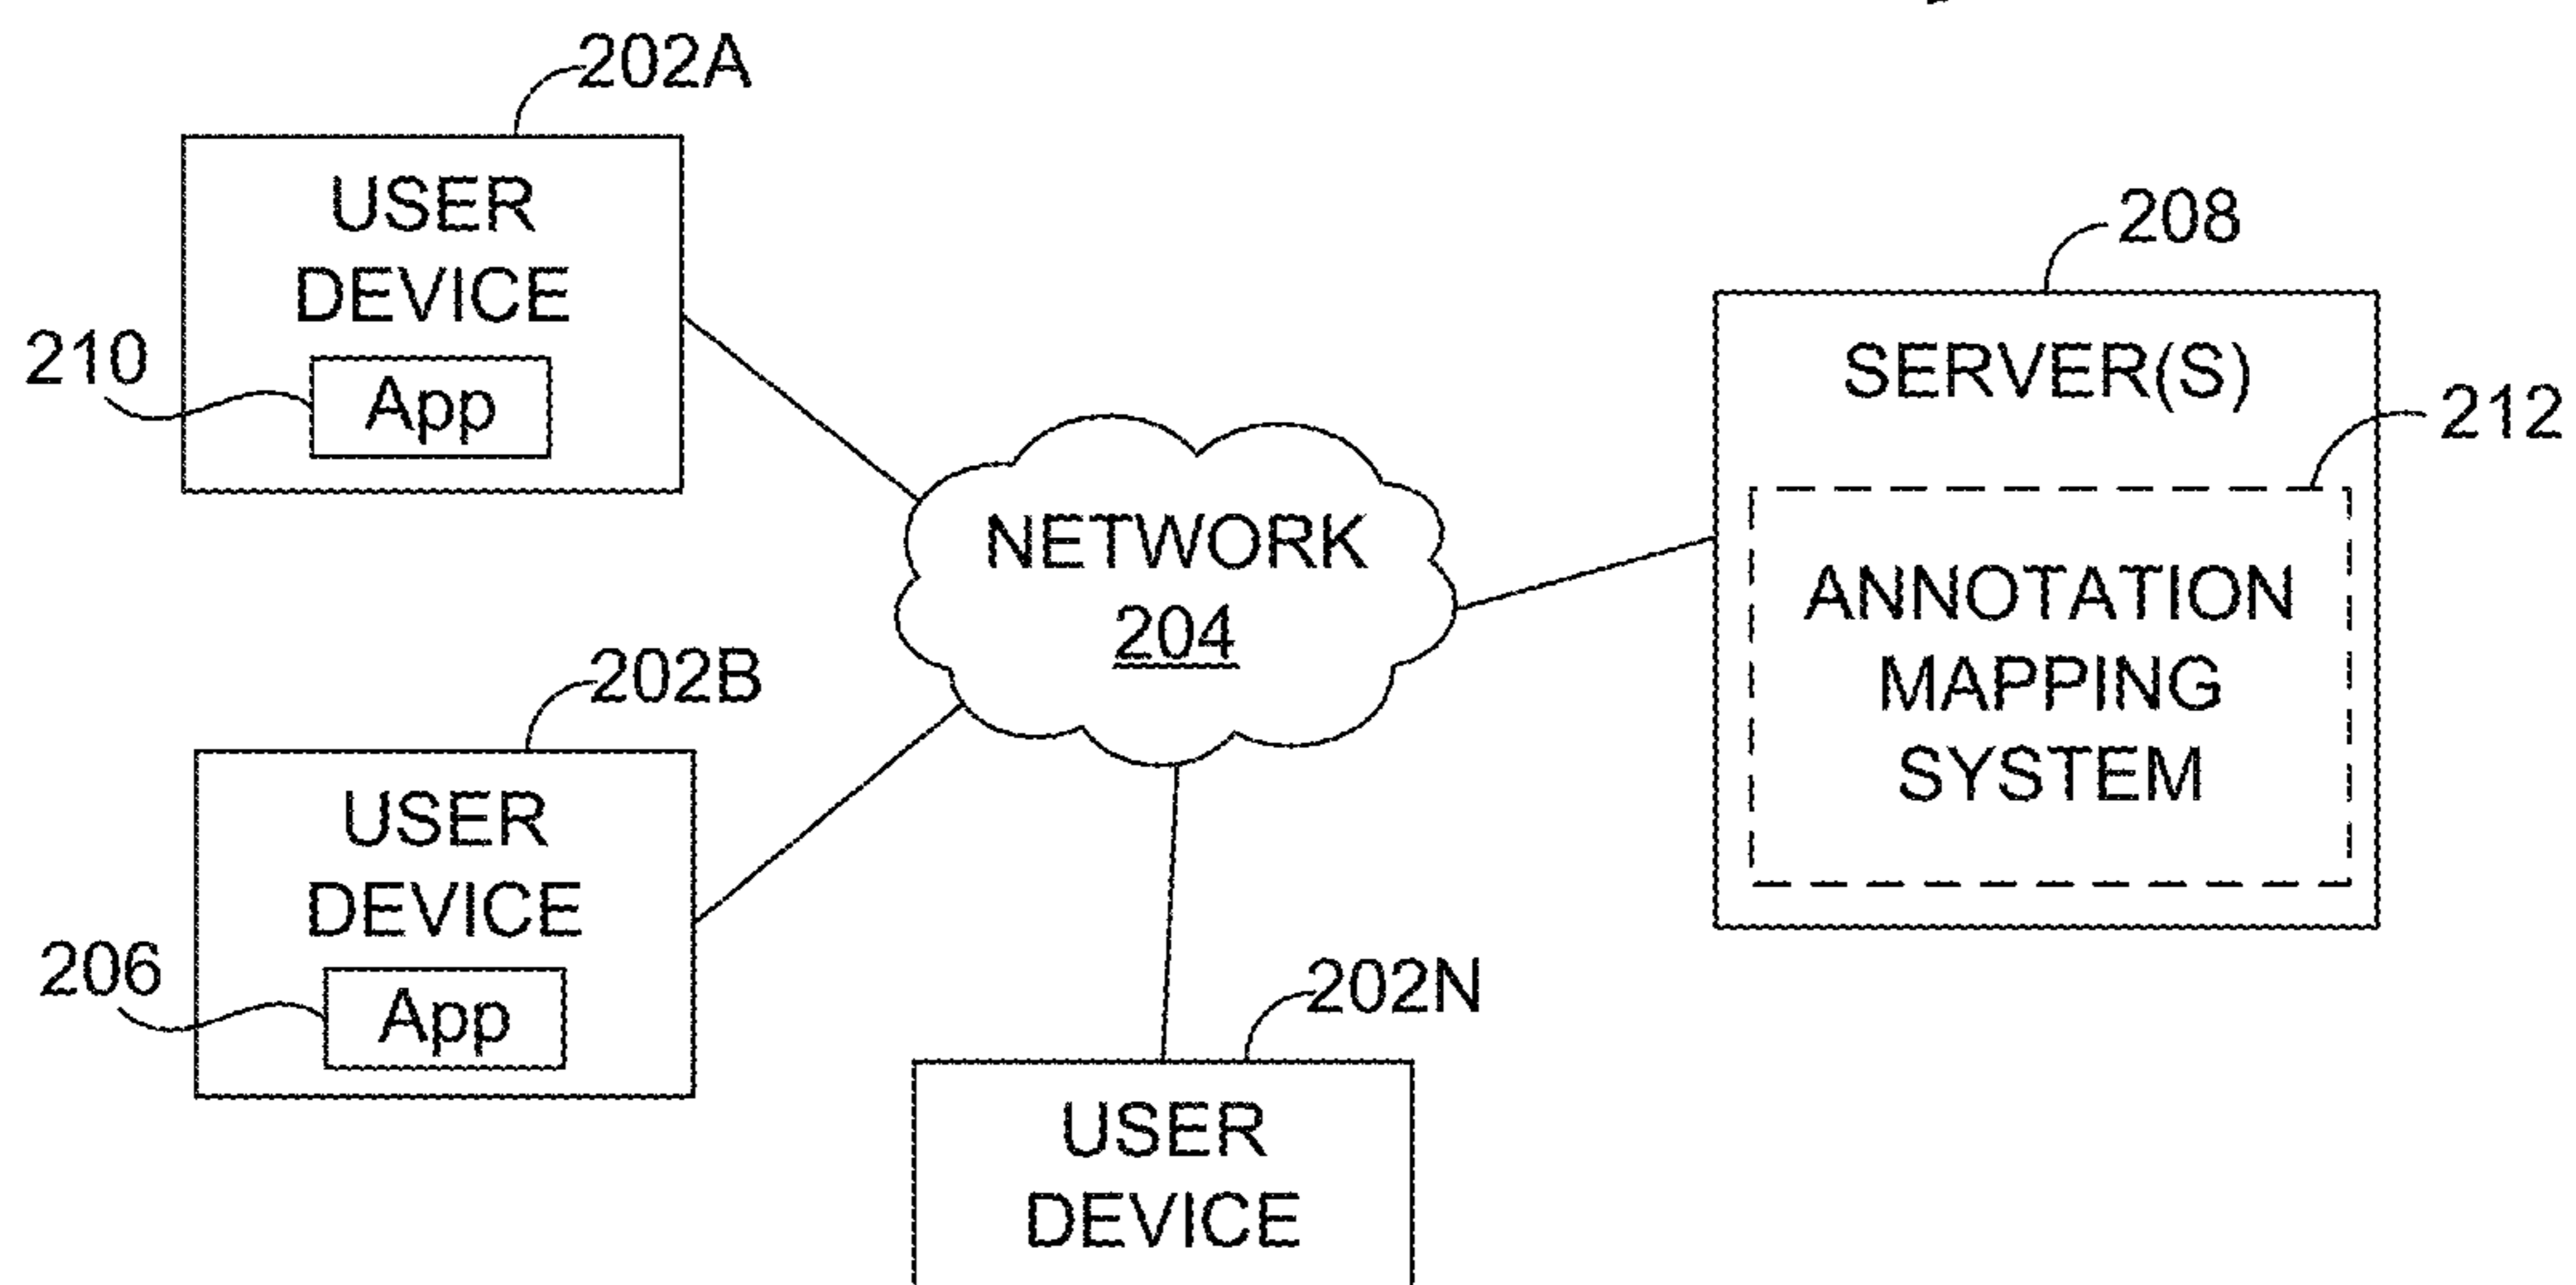 202A
USER
DEVICE
210
App
208
SERVER(S)
212
ANNOTATION
MAPPING
SYSTEM
NETWORK
204
202B
USER
DEVICE
206
App
202N
USER
DEVICE